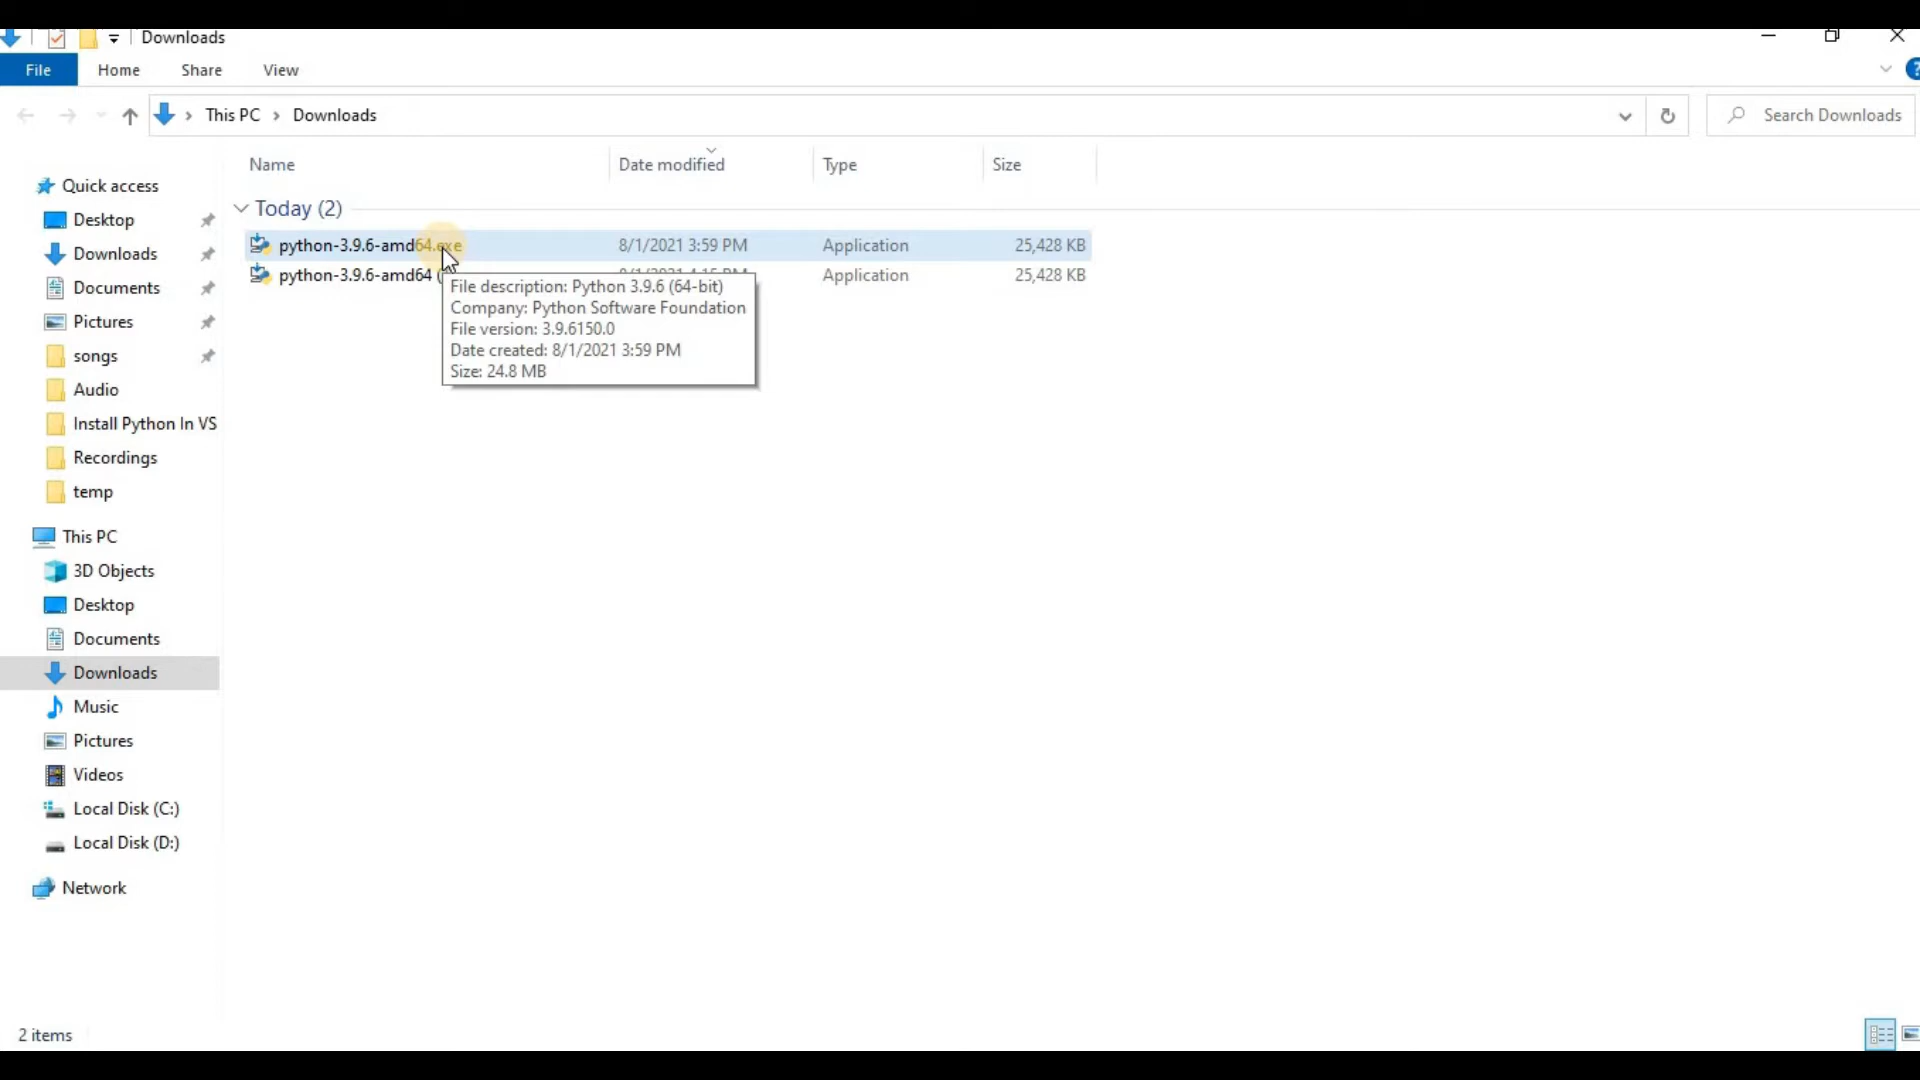 Downloads
File Home Share View
This PC > Downloads
Search Downloads
Name Date modified Type Size
Quick access
Desktop
Downloads
Documents
Pictures
songs
Audio
Install Python In VS
Recordings
temp
This PC
3D Objects
Desktop
Documents
Downloads
Music
Pictures
Videos
Local Disk (C:)
Local Disk (D:)
Network
Today (2)
python-3.9.6-amd64.exe 8/1/2021 3:59 PM Application 25,428 KB
python-3.9.6-amd64 ( Application 25,428 KB
File description: Python 3.9.6 (64-bit)
Company: Python Software Foundation
File version: 3.9.6150.0
Date created: 8/1/2021 3:59 PM
Size: 24.8 MB
2 items